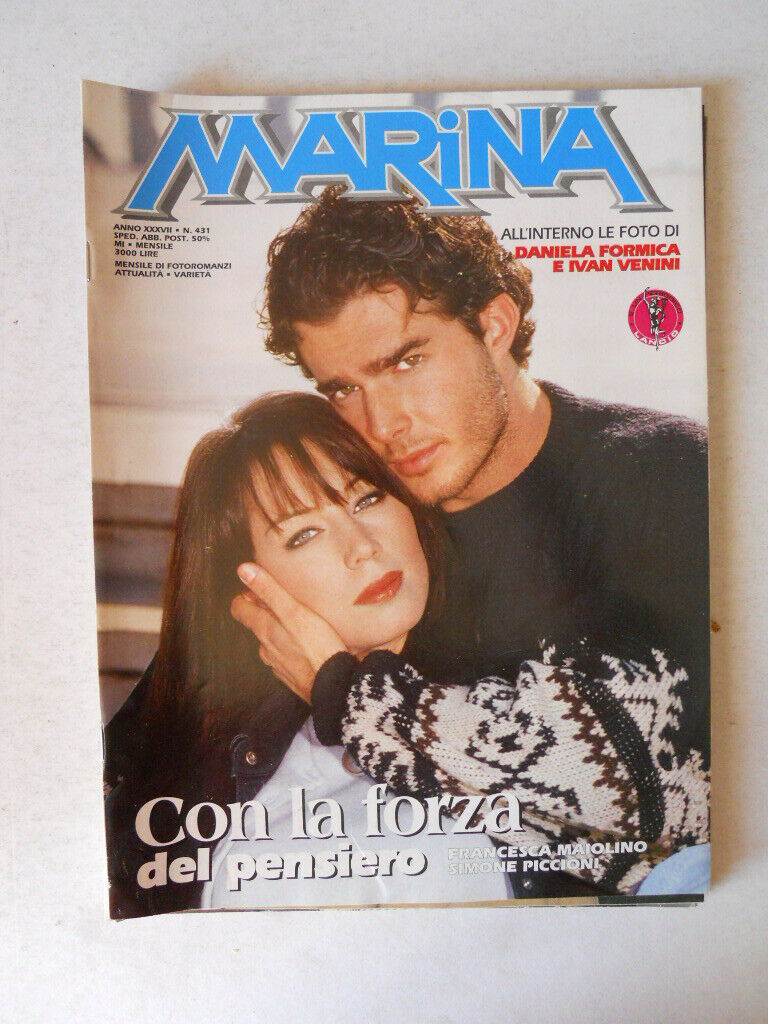 MARiNA
ANNO XXXVII • N. 431
SPED. ABB. POST. 50%
MI • MENSILE
3000 LIRE
MENSILE DI FOTOROMANZI
ATTUALITÀ • VARIETÀ
ALL'INTERNO LE FOTO DI
DANIELA FORMICA
E IVAN VENINI
LANCIO
Con la forza
del pensiero
FRANCESCA MAIOLINO
SIMONE PICCIONI